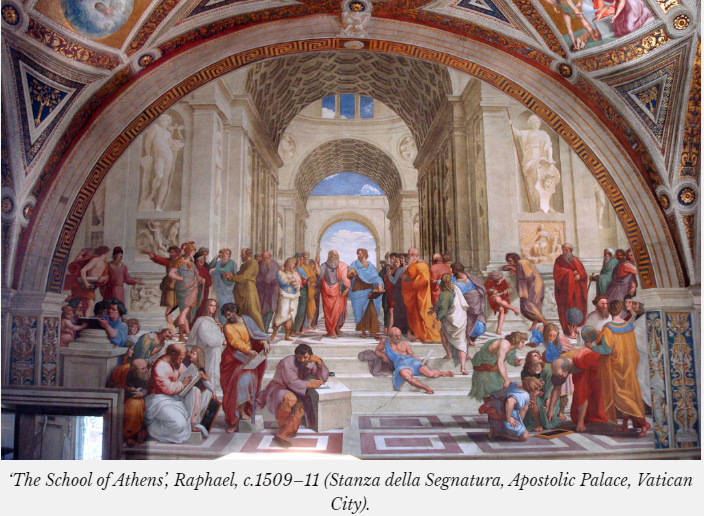 ‘The School of Athens’, Raphael, c.1509–11 (Stanza della Segnatura, Apostolic Palace, Vatican
City).